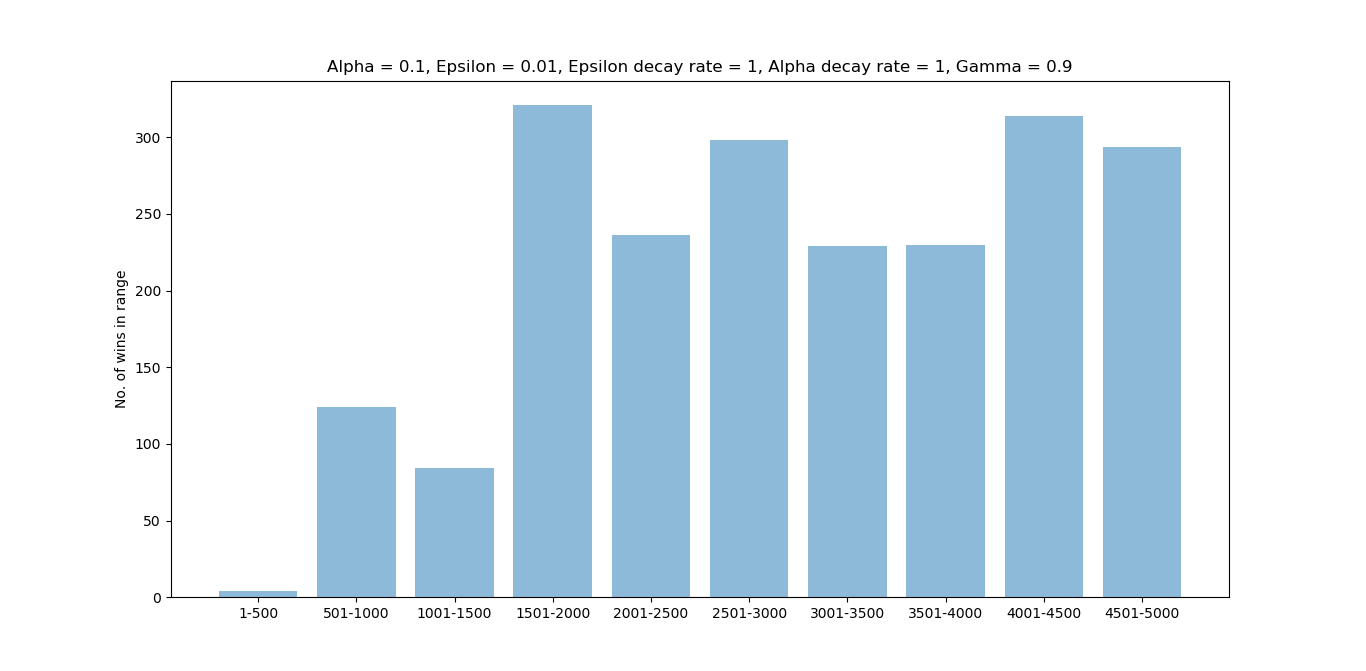 Alpha = 0.1, Epsilon = 0.01, Epsilon decay rate = 1, Alpha decay rate = 1, Gamma = 0.9
No. of wins in range
300
250
200
150
100
50
0
1-500 501-1000 1001-1500 1501-2000 2001-2500 2501-3000 3001-3500 3501-4000 4001-4500 4501-5000